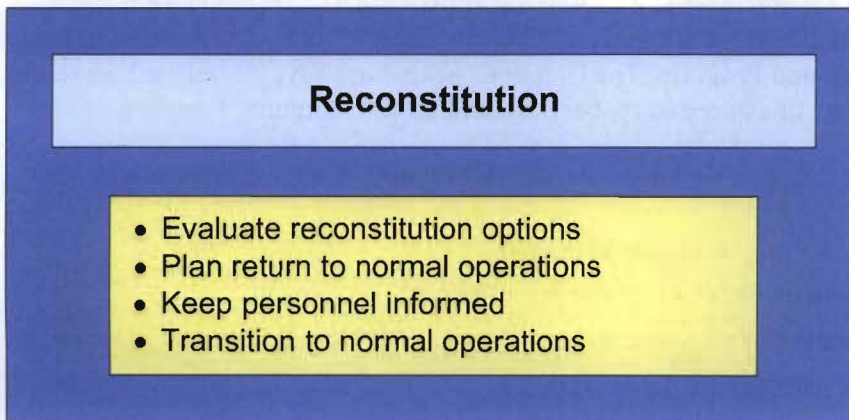 Reconstitution
• Evaluate reconstitution options
• Plan return to normal operations
• Keep personnel informed
• Transition to normal operations